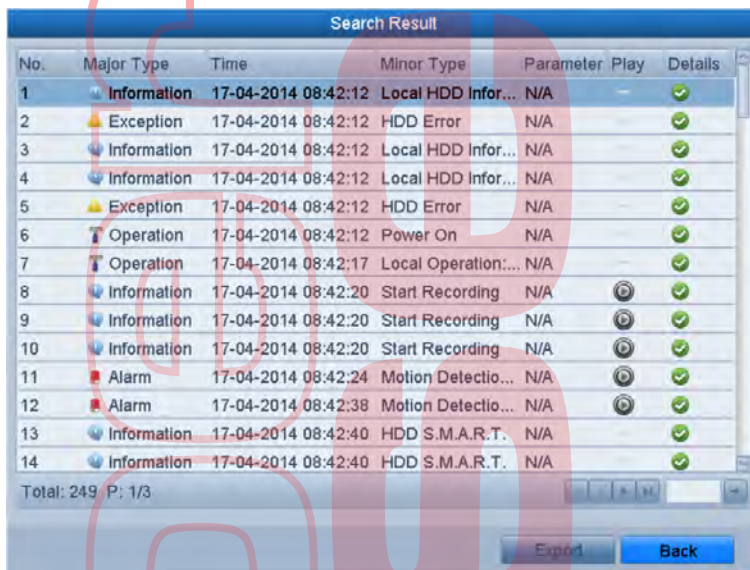 Search Result
No. Major Type Time Minor Type Parameter Play Details
1 Information 17-04-2014 08:42:12 Local HDD Infor... N/A
2 Exception 17-04-2014 08:42:12 HDD Error N/A
3 Information 17-04-2014 08:42:12 Local HDD Infor... N/A
4 Information 17-04-2014 08:42:12 Local HDD Infor... N/A
5 Exception 17-04-2014 08:42:12 HDD Error N/A
6 Operation 17-04-2014 08:42:12 Power On N/A
7 Operation 17-04-2014 08:42:17 Local Operation:... N/A
8 Information 17-04-2014 08:42:20 Start Recording N/A
9 Information 17-04-2014 08:42:20 Start Recording N/A
10 Information 17-04-2014 08:42:20 Start Recording N/A
11 Alarm 17-04-2014 08:42:24 Motion Detectio... N/A
12 Alarm 17-04-2014 08:42:38 Motion Detectio... N/A
13 Information 17-04-2014 08:42:40 HDD S.M.A.R.T. N/A
14 Information 17-04-2014 08:42:40 HDD S.M.A.R.T. N/A
Total: 249 P: 1/3
Export Back